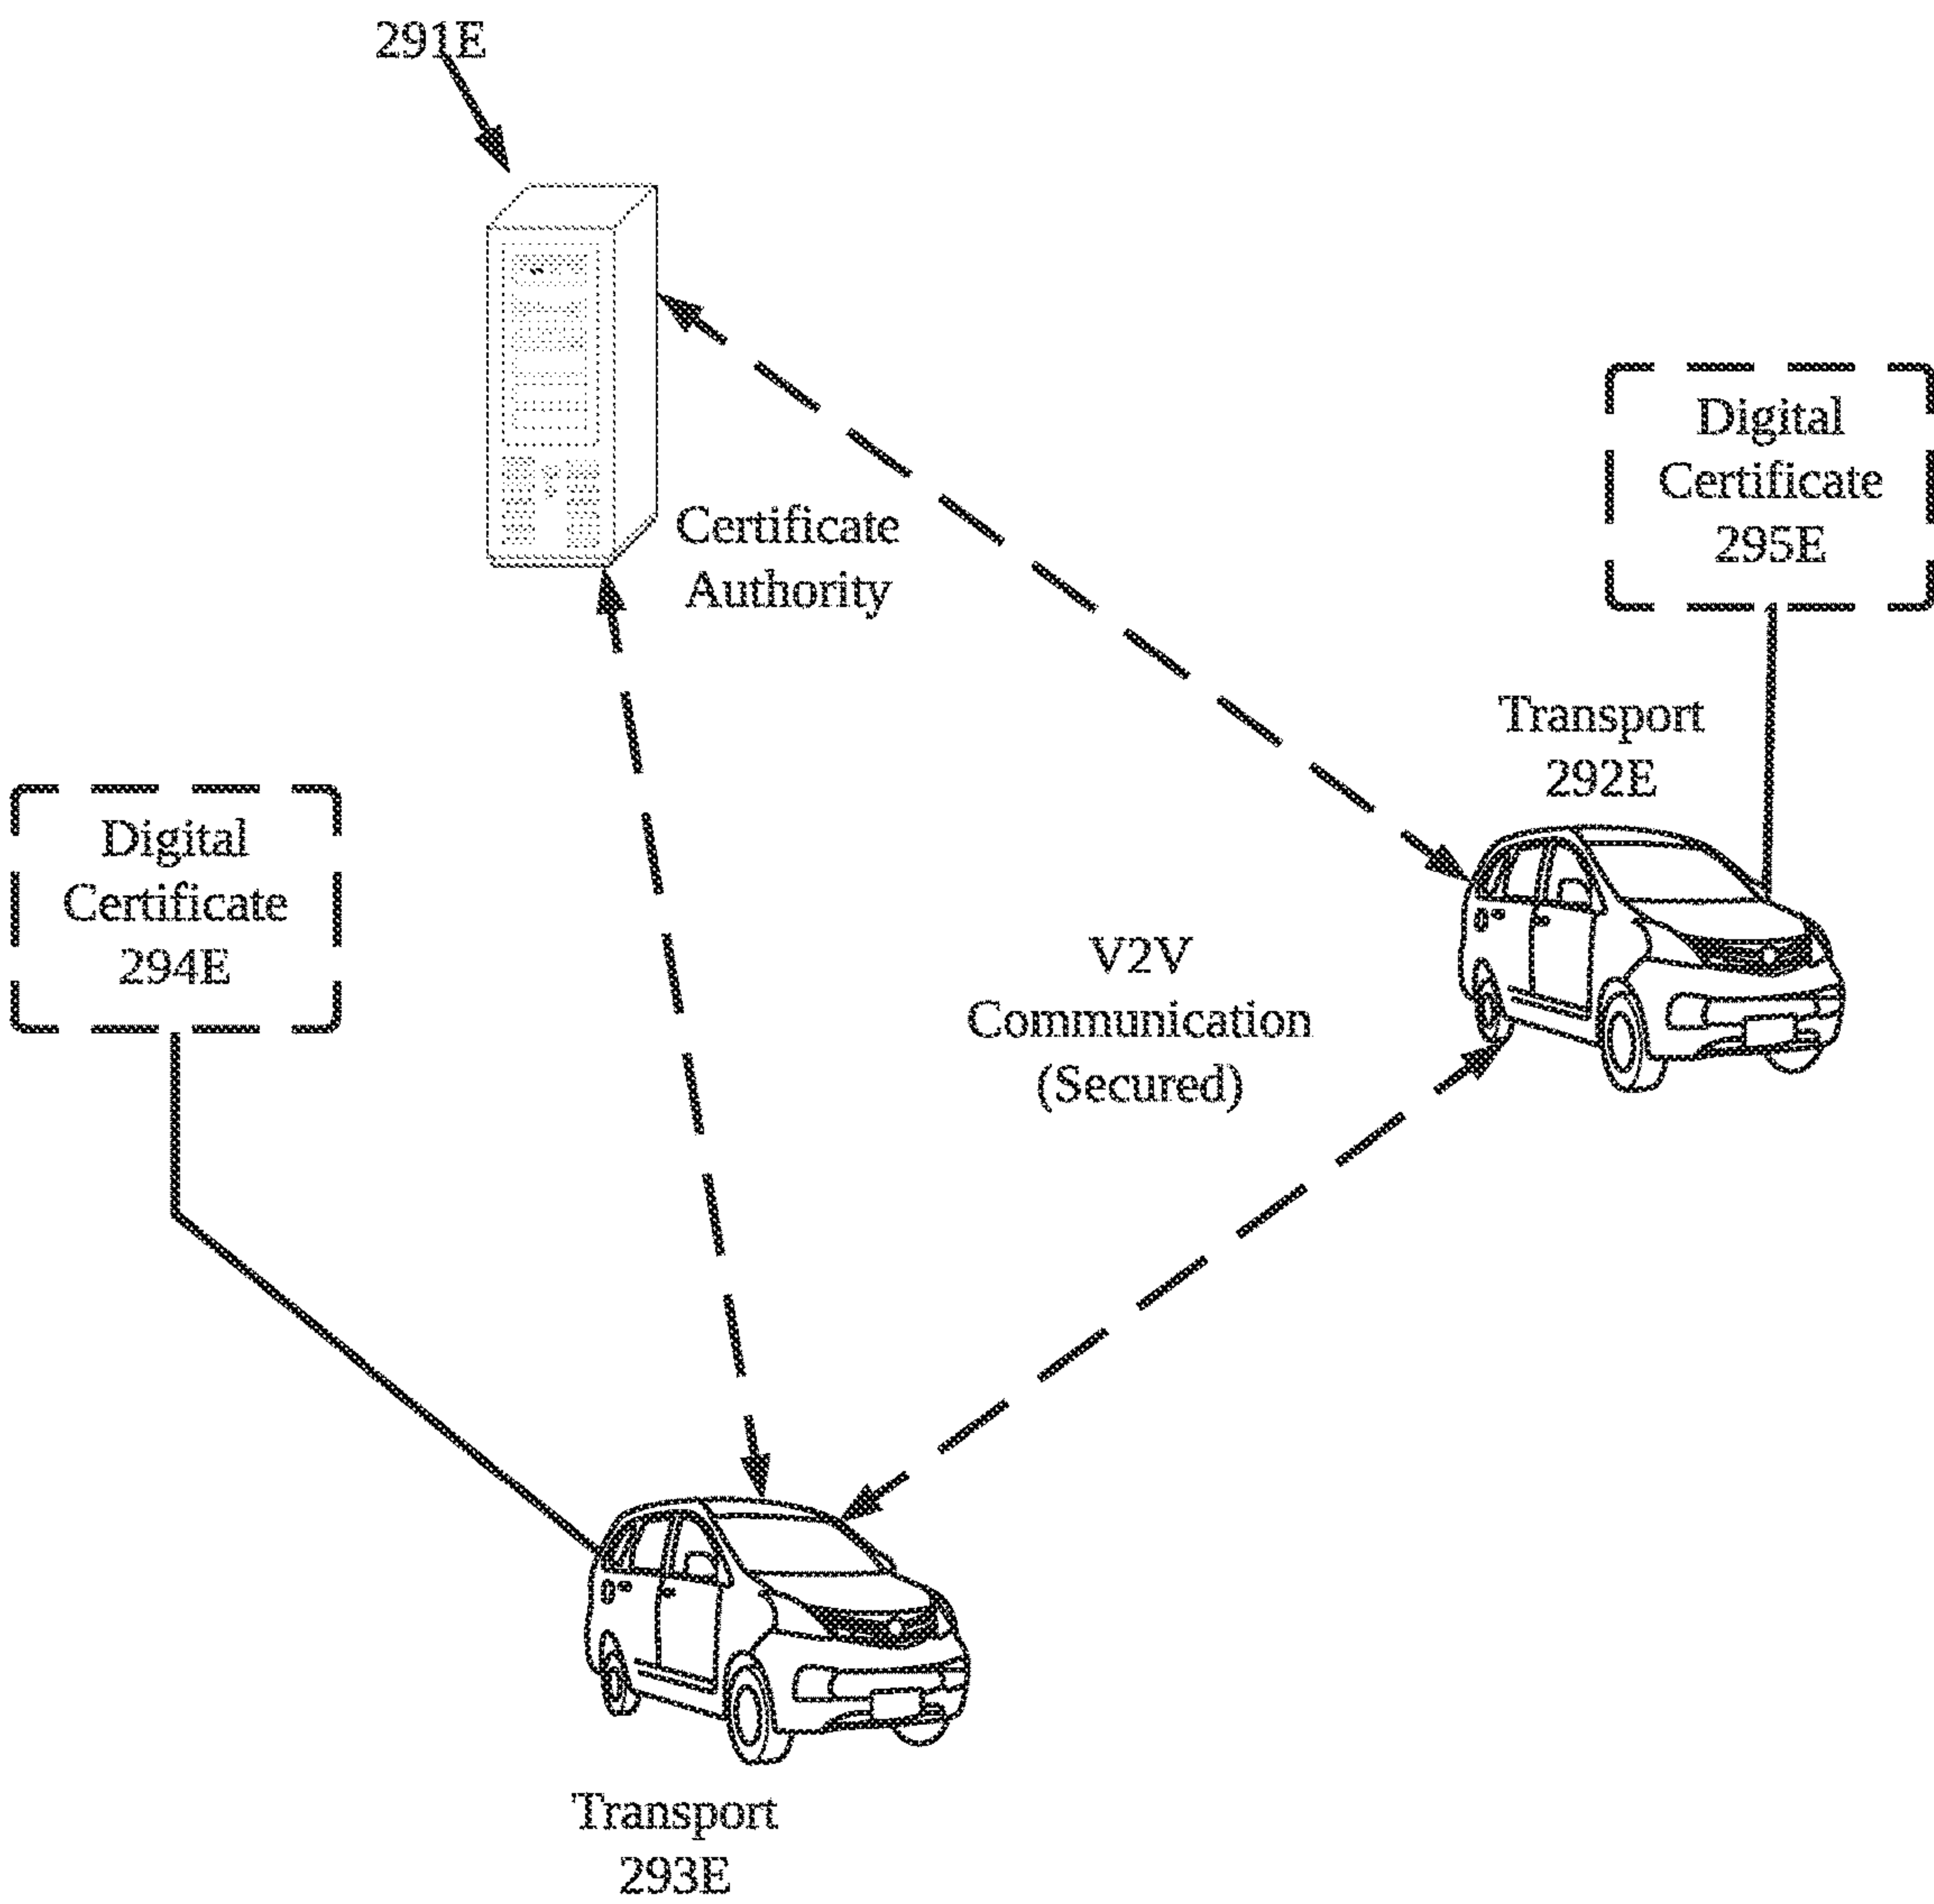 291E
Certificate
Authority
Digital
Certificate
295E
Transport
292E
Digital
Certificate
294E
V2V
Communication
(Secured)
Transport
293E